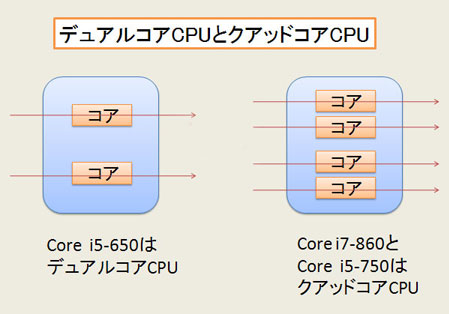 デュアルコアCPUとクアッドコアCPU
コア
コア
コア
コア
コア
コア
Core i5-650は
デュアルコアCPU
Core i7-860と
Core i5-750は
クアッドコアCPU